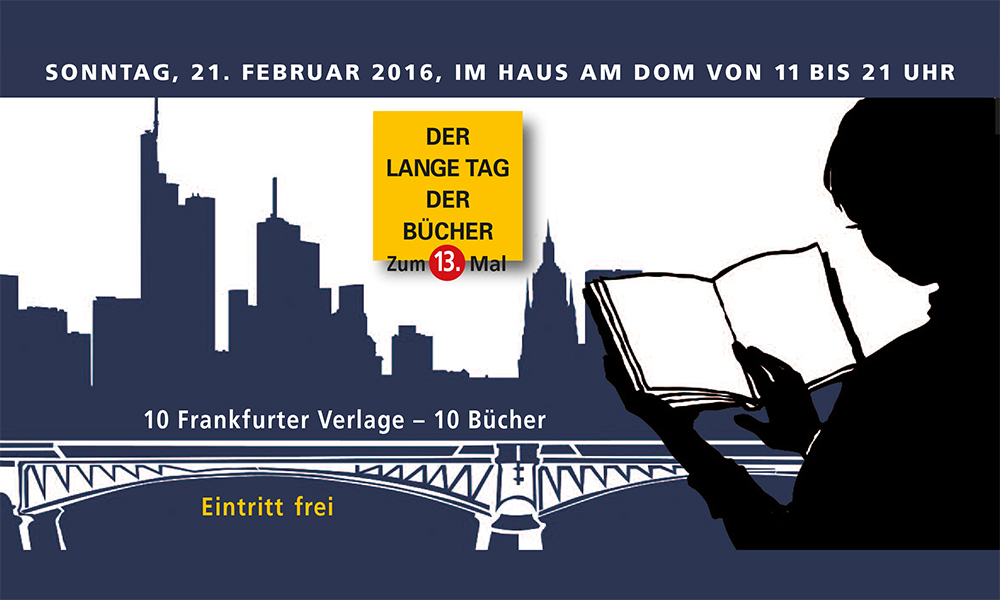 SONNTAG, 21. FEBRUAR 2016, IM HAUS AM DOM VON 11 BIS 21 UHR
DER
LANGE TAG
DER
BÜCHER
Zum 13. Mal
10 Frankfurter Verlage – 10 Bücher
Eintritt frei